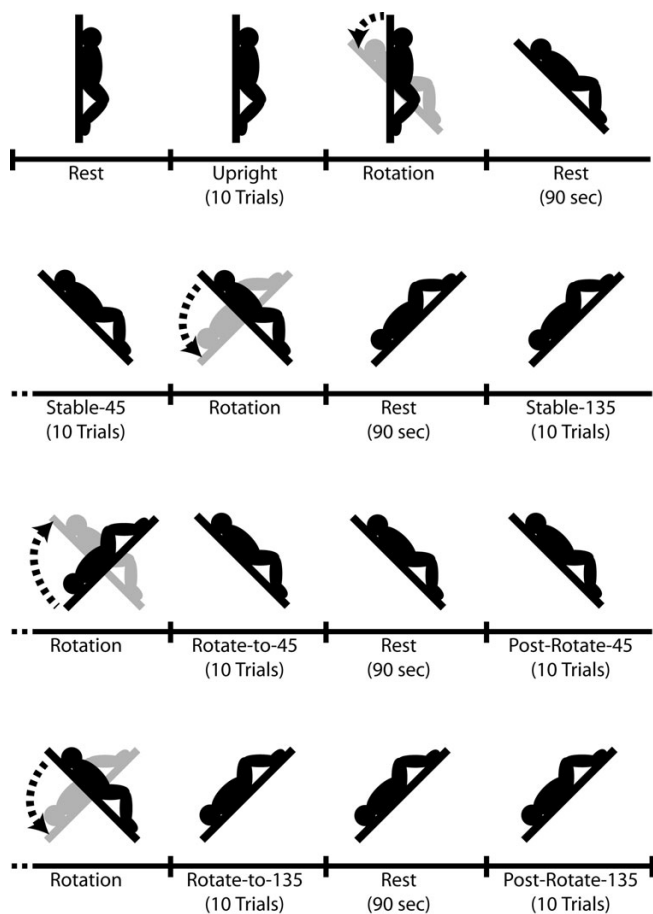 Rest
Upright
(10 Trials)
Rotation
Rest
(90 sec)
Stable-45
(10 Trials)
Rotation
Rest
(90 sec)
Stable-135
(10 Trials)
Rotation
Rotate-to-45
(10 Trials)
Rest
(90 sec)
Post-Rotate-45
(10 Trials)
Rotation
Rotate-to-135
(10 Trials)
Rest
(90 sec)
Post-Rotate-135
(10 Trials)